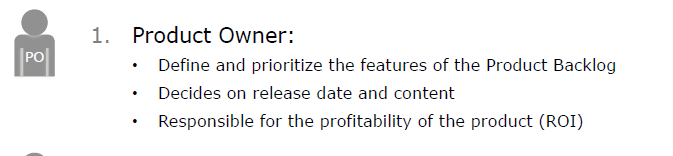 PO
1. Product Owner:
• Define and prioritize the features of the Product Backlog
• Decides on release date and content
• Responsible for the profitability of the product (ROI)